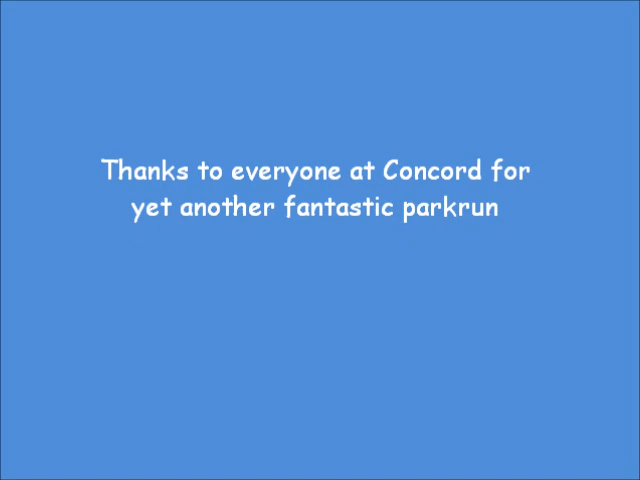 Thanks to everyone at Concord for
yet another fantastic parkrun